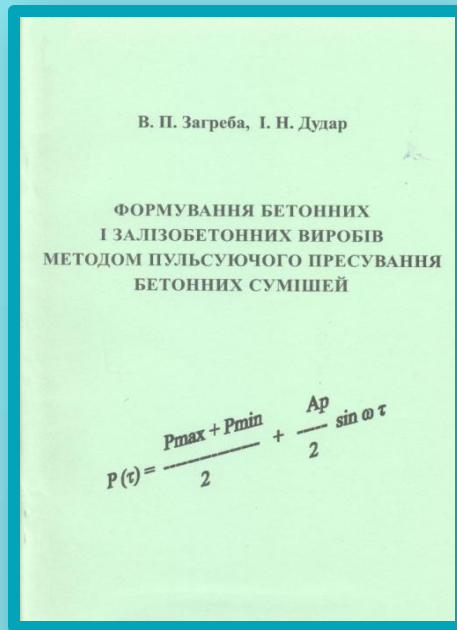 В. П. Загреба, І. Н. Дудар
ФОРМУВАННЯ БЕТОННИХ
І ЗАЛІЗОБЕТОННИХ ВИРОБІВ
МЕТОДОМ ПУЛЬСУЮЧОГО ПРЕСУВАННЯ
БЕТОННИХ СУМІШЕЙ
P (τ) = (Pmax + Pmin) / 2 + Ap / 2 sin ω τ